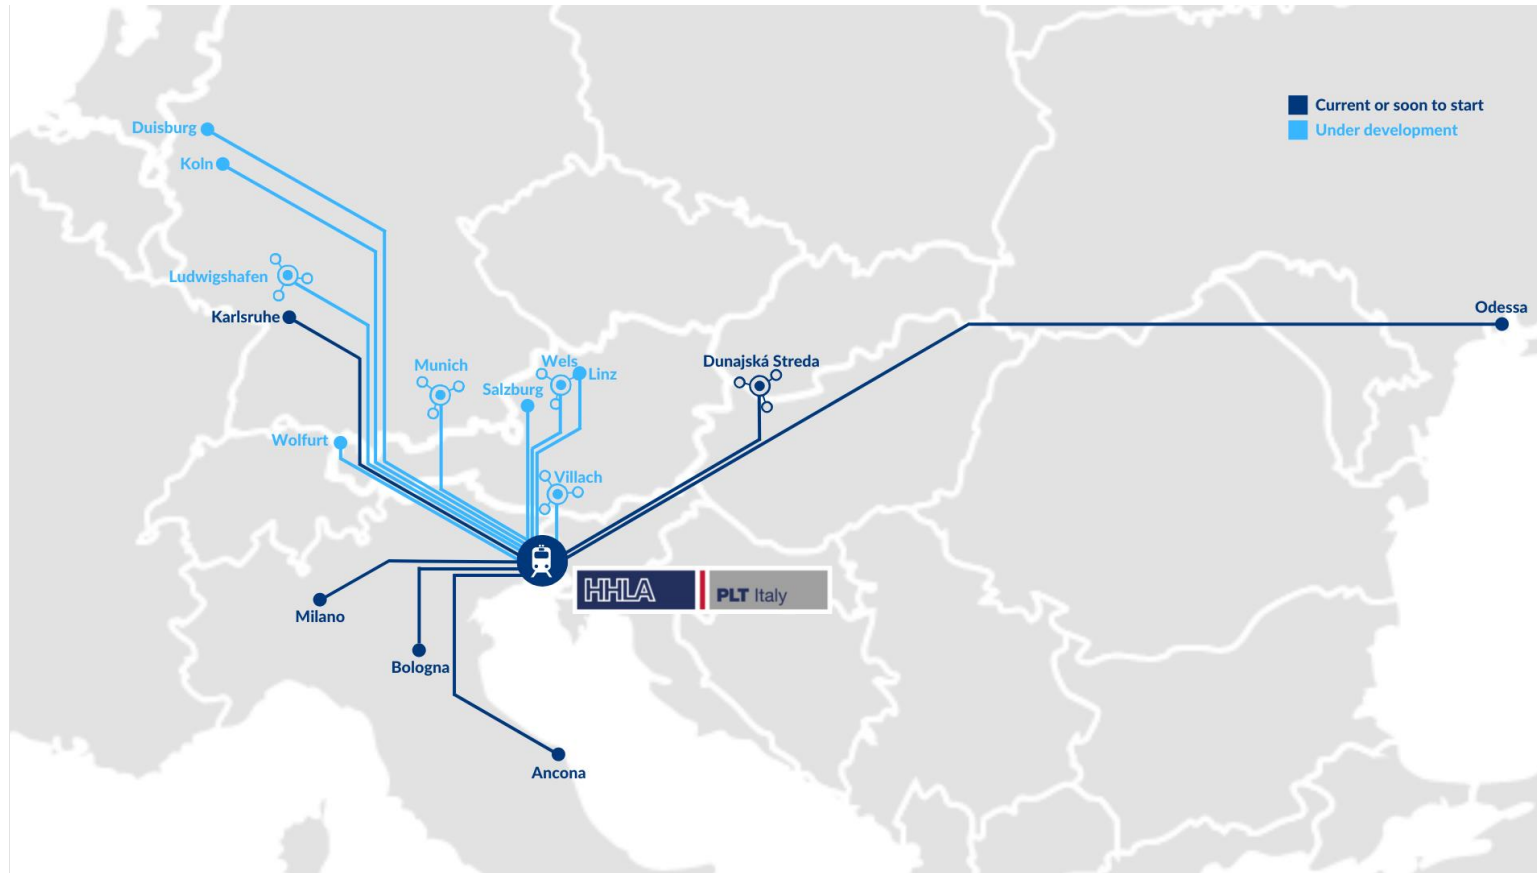 Current or soon to start
Under development
Duisburg
Koln
Ludwigshafen
Karlsruhe
Odessa
Munich
Wels
Linz
Salzburg
Dunajská Streda
Wolfurt
Villach
HHLA PLT Italy
Milano
Bologna
Ancona